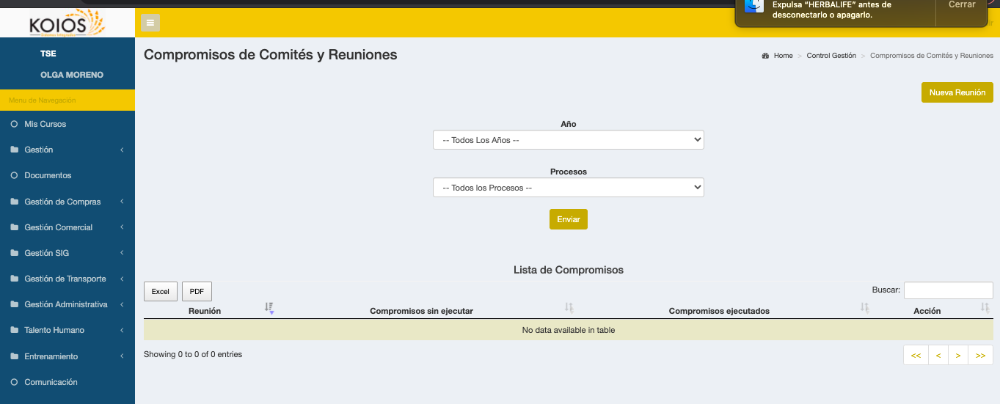 Expulsa “HERBALIFE” antes de
desconectarlo o apagarlo.
Cerrar
KOIOS
TSE
OLGA MORENO
Menu de Navegación
Mis Cursos
Gestión
Documentos
Gestión de Compras
Gestión Comercial
Gestión SIG
Gestión de Transporte
Gestión Administrativa
Talento Humano
Entrenamiento
Comunicación
Compromisos de Comités y Reuniones
Home > Control Gestión > Compromisos de Comités y Reuniones
Nueva Reunión
Año
-- Todos Los Años --
Procesos
-- Todos los Procesos --
Enviar
Lista de Compromisos
Excel PDF Buscar:
Reunión Compromisos sin ejecutar Compromisos ejecutados Acción
No data available in table
Showing 0 to 0 of 0 entries
<< < > >>